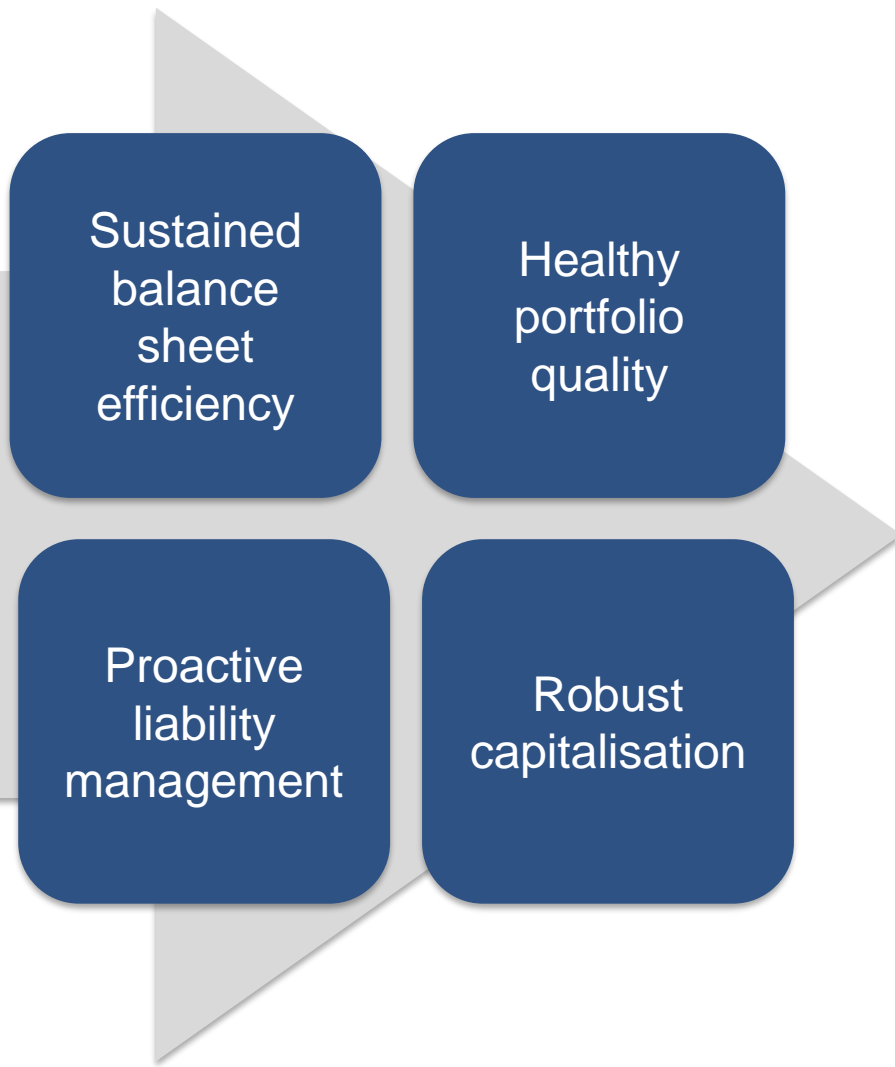 Sustained
balance
sheet
efficiency
Healthy
portfolio
quality
Proactive
liability
management
Robust
capitalisation